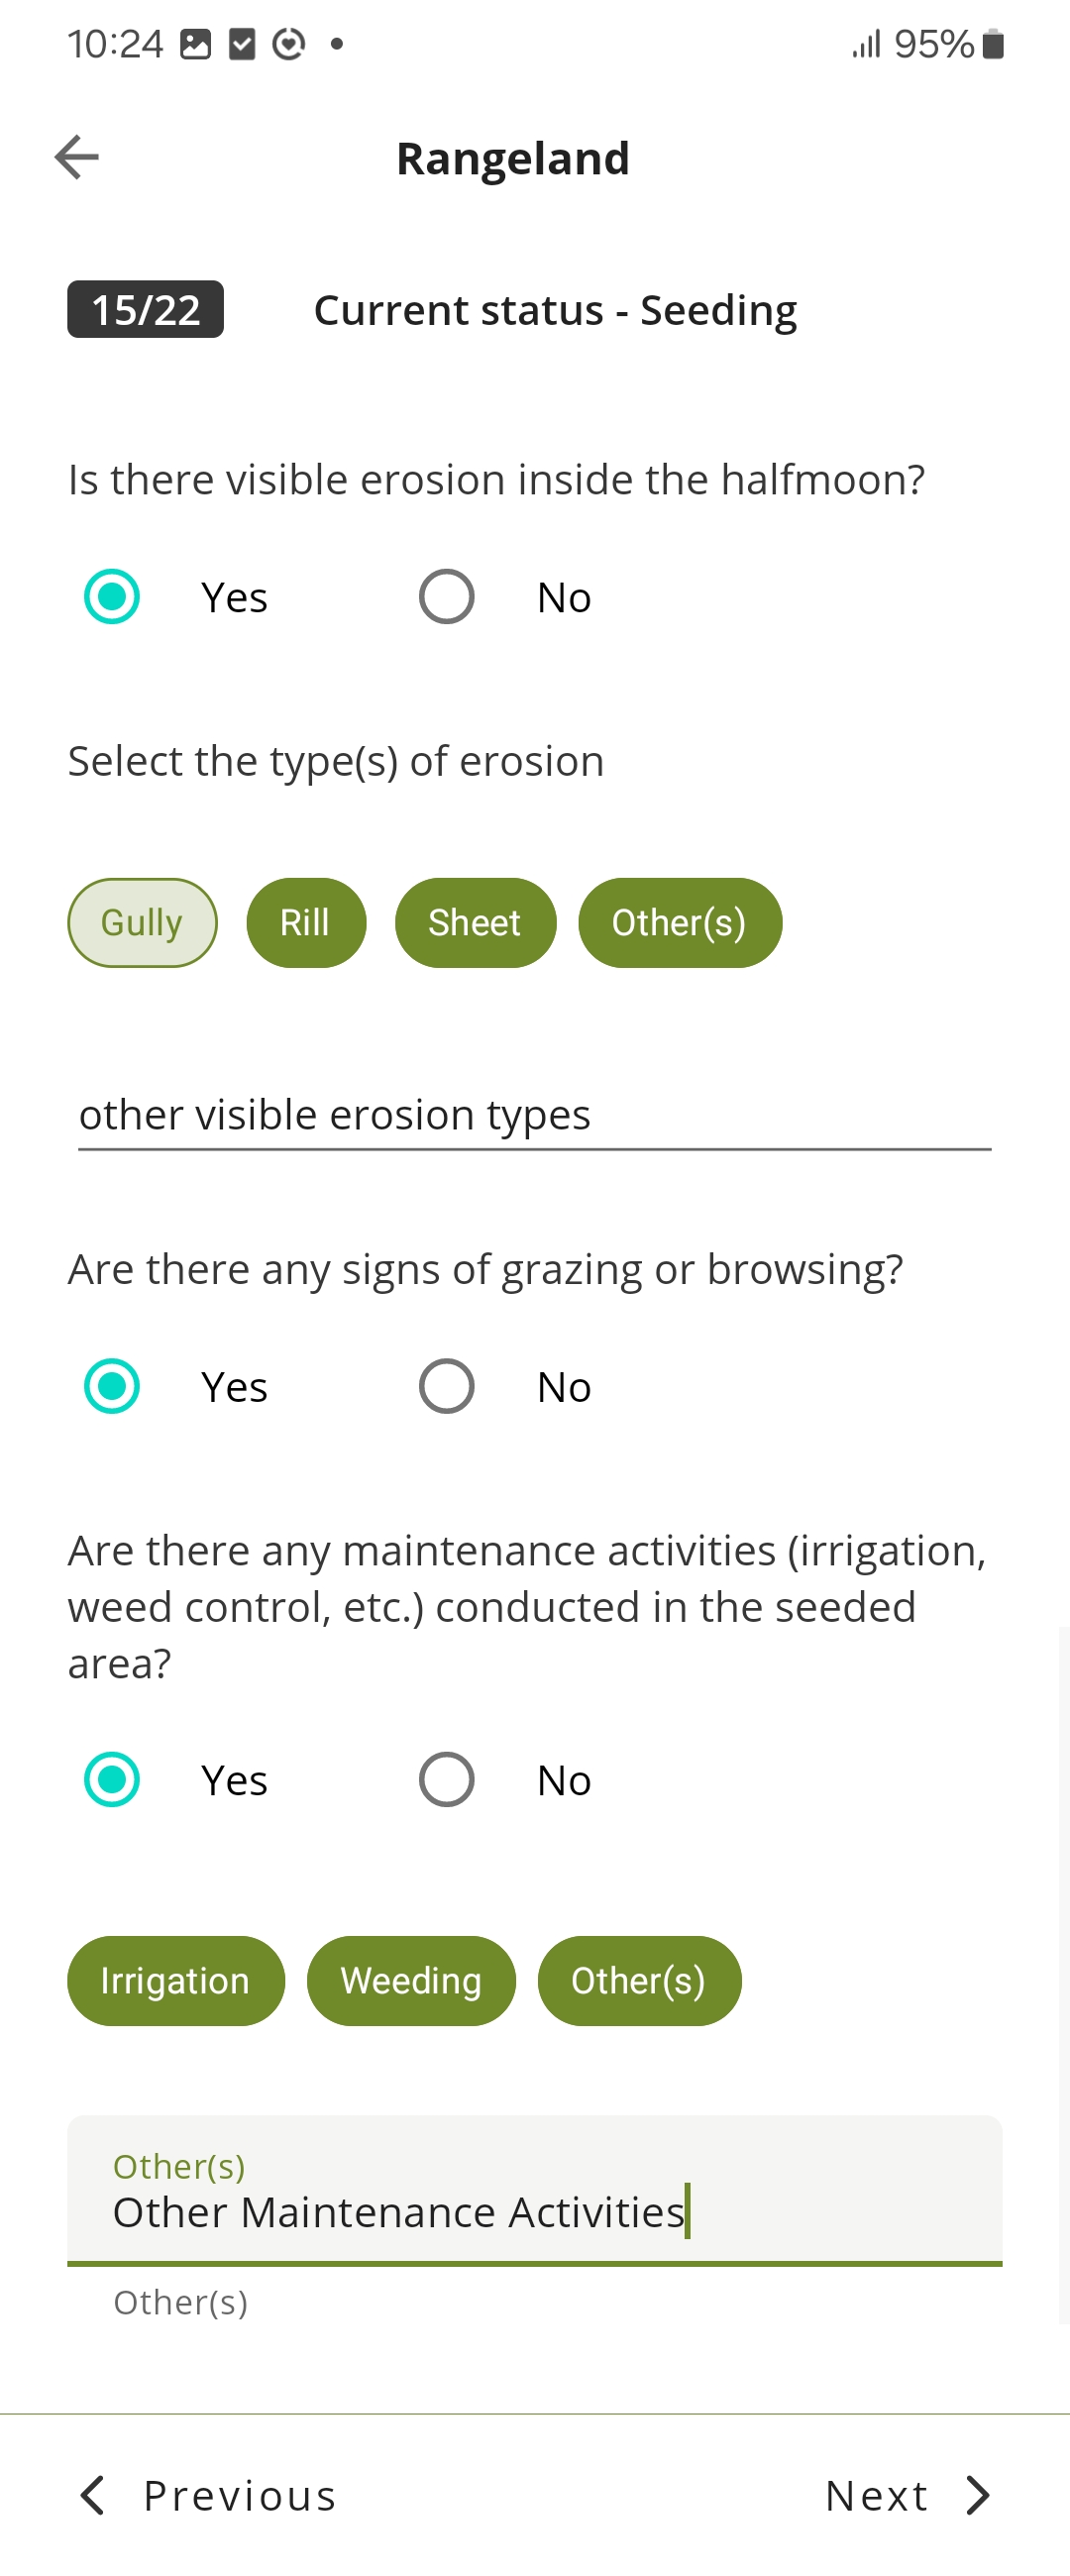 10:24
95%
Rangeland
15/22
Current status - Seeding
Is there visible erosion inside the halfmoon?
Yes
No
Select the type(s) of erosion
Gully
Rill
Sheet
Other(s)
other visible erosion types
Are there any signs of grazing or browsing?
Yes
No
Are there any maintenance activities (irrigation,
weed control, etc.) conducted in the seeded
area?
Yes
No
Irrigation
Weeding
Other(s)
Other(s)
Other Maintenance Activities
Other(s)
Previous
Next